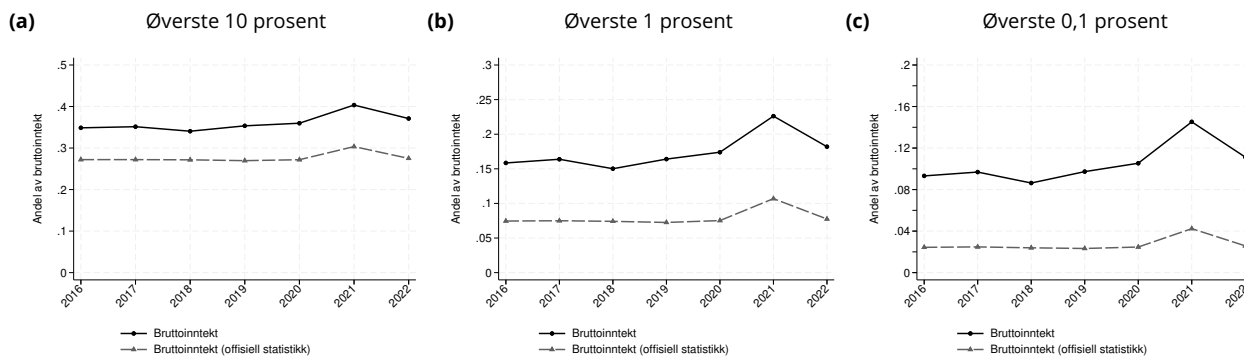 (a) Øverste 10 prosent
Andel av bruttoinntekt
.5
.4
.3
.2
.1
0
2016 2017 2018 2019 2020 2021 2022
Bruttoinntekt
Bruttoinntekt (offisiell statistikk)
(b) Øverste 1 prosent
Andel av bruttoinntekt
.3
.25
.2
.15
.1
.05
0
2016 2017 2018 2019 2020 2021 2022
Bruttoinntekt
Bruttoinntekt (offisiell statistikk)
(c) Øverste 0,1 prosent
Andel av bruttoinntekt
.2
.16
.12
.08
.04
0
2016 2017 2018 2019 2020 2021
Bruttoinntekt
Bruttoinntekt (offisiell statistikk)